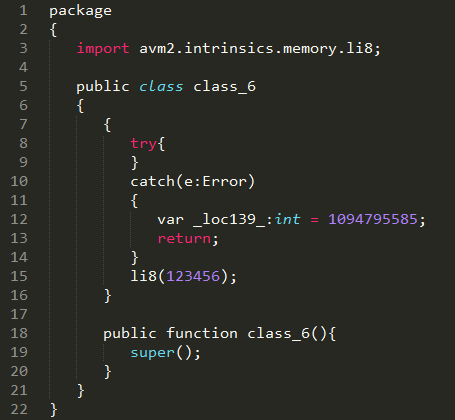 1 package
2 {
3 import avm2.intrinsics.memory.li8;
4
5 public class class_6
6 {
7 {
8 try{
9 }
10 catch(e:Error)
11 {
12 var _loc139_:int = 1094795585;
13 return;
14 }
15 li8(123456);
16 }
17
18 public function class_6(){
19 super();
20 }
21 }
22 }